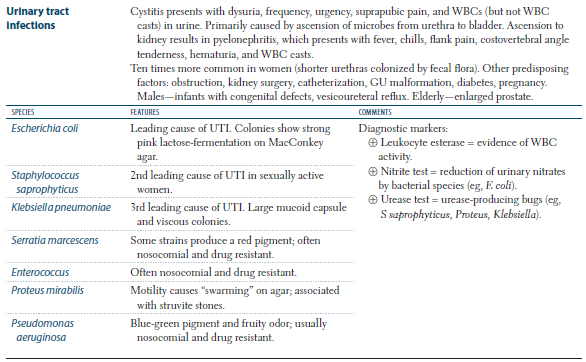 Urinary tract
infections
Cystitis presents with dysuria, frequency, urgency, suprapubic pain, and WBCs (but not WBC
casts) in urine. Primarily caused by ascension of microbes from urethra to bladder. Ascension to
kidney results in pyelonephritis, which presents with fever, chills, flank pain, costovertebral angle
tenderness, hematuria, and WBC casts.
Ten times more common in women (shorter urethras colonized by fecal flora). Other predisposing
factors: obstruction, kidney surgery, catheterization, GU malformation, diabetes, pregnancy.
Males—infants with congenital defects, vesicoureteral reflux. Elderly—enlarged prostate.
SPECIES FEATURES COMMENTS
Escherichia coli
Leading cause of UTI. Colonies show strong
pink lactose-fermentation on MacConkey
agar.
Staphylococcus
saprophyticus
2nd leading cause of UTI in sexually active
women.
Klebsiella pneumoniae
3rd leading cause of UTI. Large mucoid capsule
and viscous colonies.
Serratia marcescens
Some strains produce a red pigment; often
nosocomial and drug resistant.
Enterococcus
Often nosocomial and drug resistant.
Proteus mirabilis
Motility causes “swarming” on agar; associated
with struvite stones.
Pseudomonas
aeruginosa
Blue-green pigment and fruity odor; usually
nosocomial and drug resistant.
Diagnostic markers:
⊕ Leukocyte esterase = evidence of WBC
activity.
⊕ Nitrite test = reduction of urinary nitrates
by bacterial species (eg, E coli).
⊕ Urease test = urease-producing bugs (eg,
S saprophyticus, Proteus, Klebsiella).